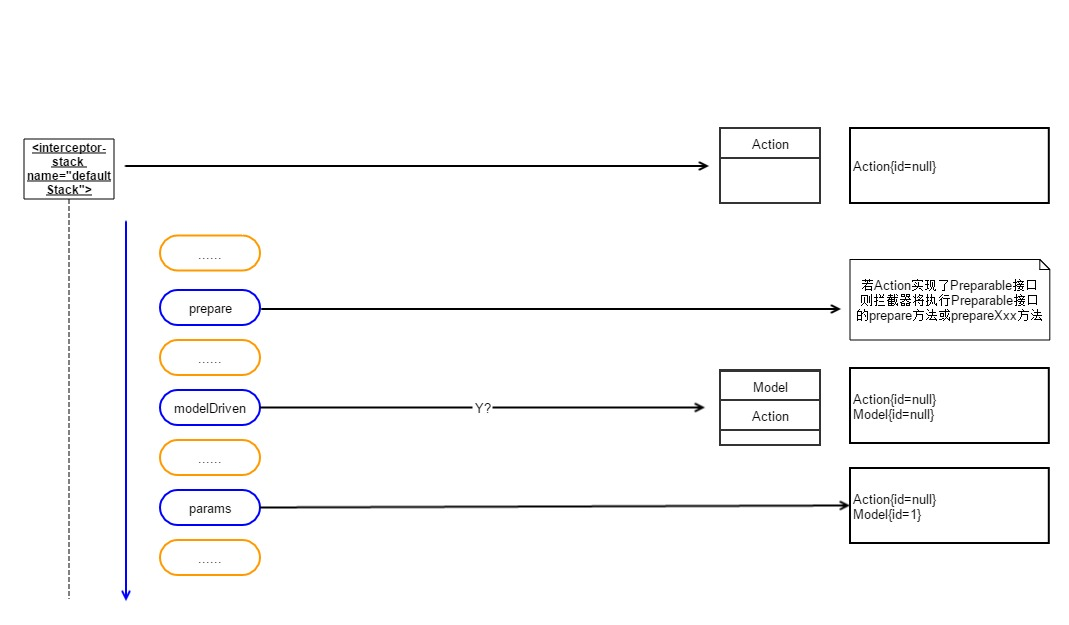 <interceptor-
stack
name="default
Stack">
Action
Action{id=null}
......
prepare
若Action实现了Preparable接口
则拦截器将执行Preparable接口
的prepare方法或prepareXxx方法
......
modelDriven
Y?
Model
Action
Action{id=null}
Model{id=null}
......
params
Action{id=null}
Model{id=1}
......